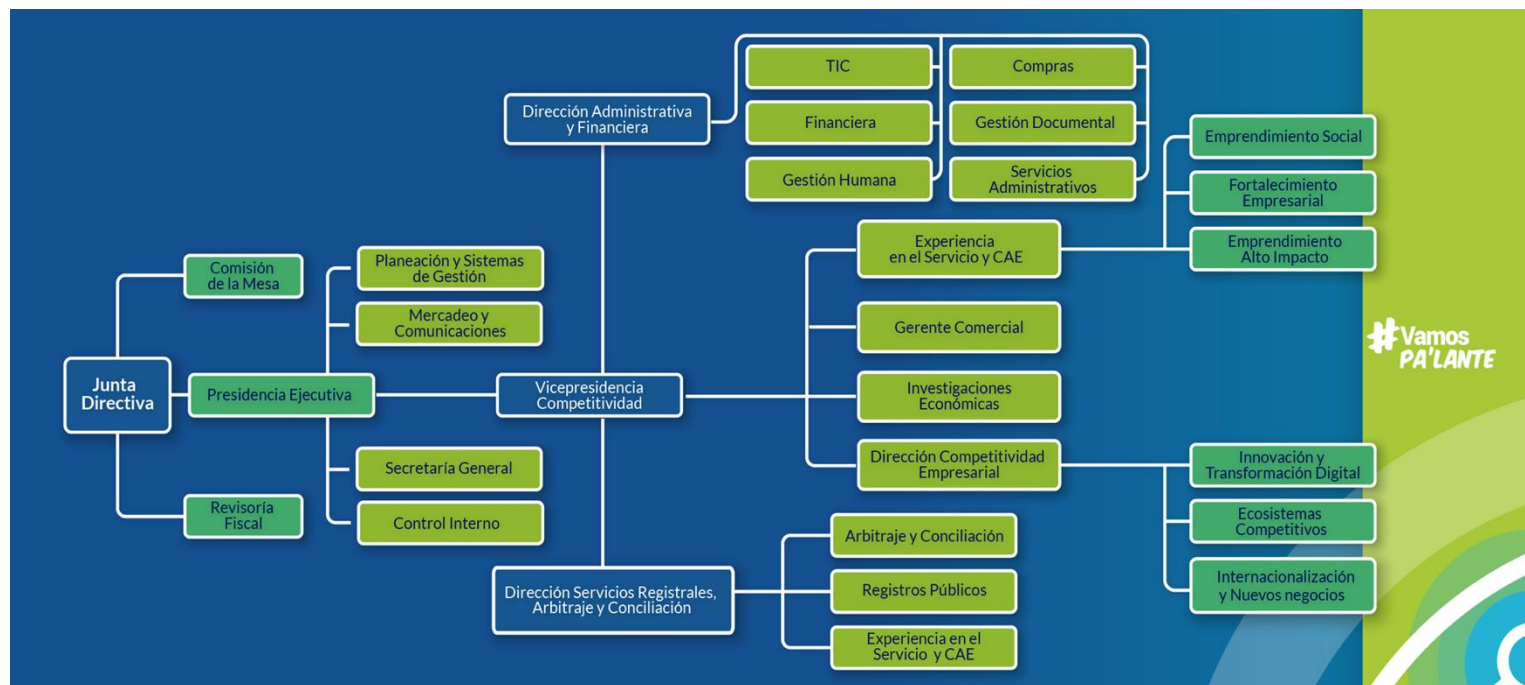 Junta
Directiva
Comisión
de la Mesa
Presidencia Ejecutiva
Revisoría
Fiscal
Planeación y Sistemas
de Gestión
Mercadeo y
Comunicaciones
Secretaría General
Control Interno
Dirección Administrativa
y Financiera
TIC
Compras
Financiera
Gestión Documental
Gestión Humana
Servicios
Administrativos
Vicepresidencia
Competitividad
Experiencia
en el Servicio y CAE
Gerente Comercial
Investigaciones
Económicas
Dirección Competitividad
Empresarial
Emprendimiento Social
Fortalecimiento
Empresarial
Emprendimiento
Alto Impacto
Innovación y
Transformación Digital
Ecosistemas
Competitivos
Internacionalización
y Nuevos negocios
Dirección Servicios Registrales,
Arbitraje y Conciliación
Arbitraje y Conciliación
Registros Públicos
Experiencia en el
Servicio y CAE
#Vamos
PA'LANTE